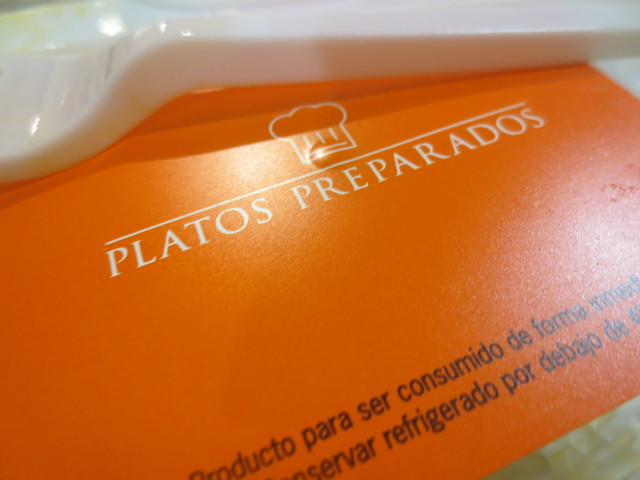 PLATOS PREPARADOS
Producto para ser consumido de forma
Conservar refrigerado por debajo de